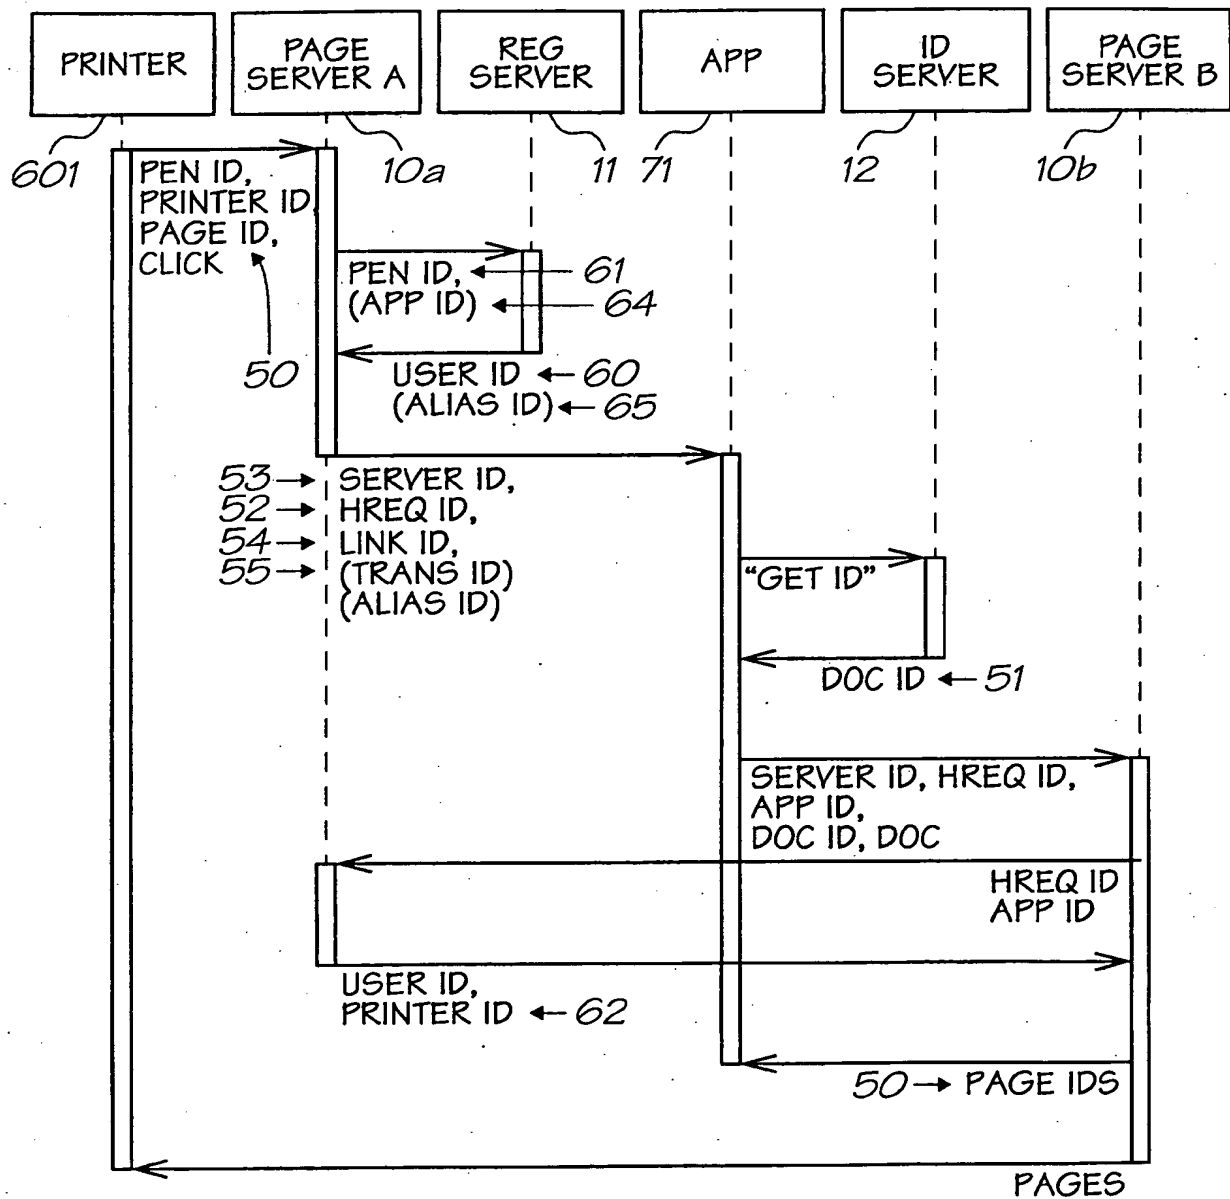 PRINTER
PAGE
SERVER A
REG
SERVER
APP
ID
SERVER
PAGE
SERVER B
601
10a
11
71
12
10b
PEN ID,
PRINTER ID
PAGE ID,
CLICK
50
PEN ID, 61
(APP ID) 64
USER ID 60
(ALIAS ID) 65
53 SERVER ID,
52 HREQ ID,
54 LINK ID,
55 (TRANS ID)
(ALIAS ID)
"GET ID"
DOC ID 51
SERVER ID, HREQ ID,
APP ID,
DOC ID, DOC
HREQ ID
APP ID
USER ID,
PRINTER ID 62
50 PAGE IDS
PAGES